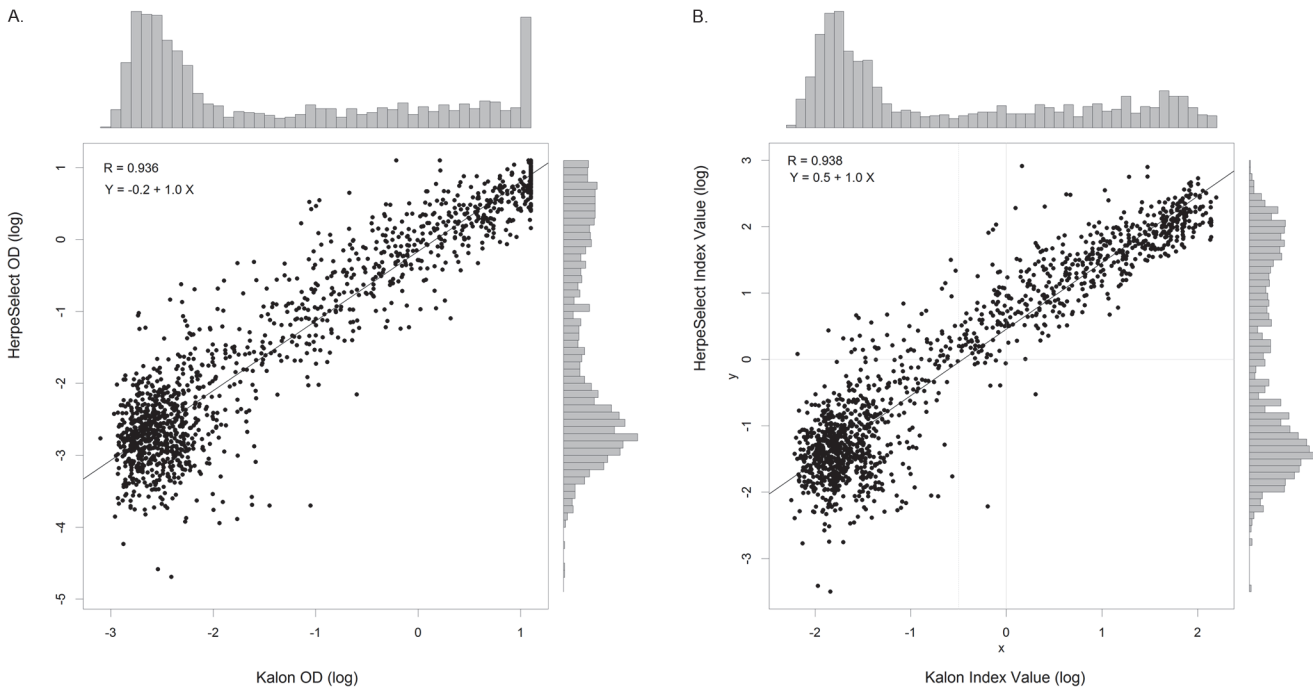 A.
R = 0.936
Y = -0.2 + 1.0 X
HerpeSelect OD (log)
1
0
-1
-2
-3
-4
-5
-3
-2
-1
0
1
Kalon OD (log)
B.
R = 0.938
Y = 0.5 + 1.0 X
HerpeSelect Index Value (log)
y
3
2
1
0
-1
-2
-3
-2
-1
0
1
2
x
Kalon Index Value (log)